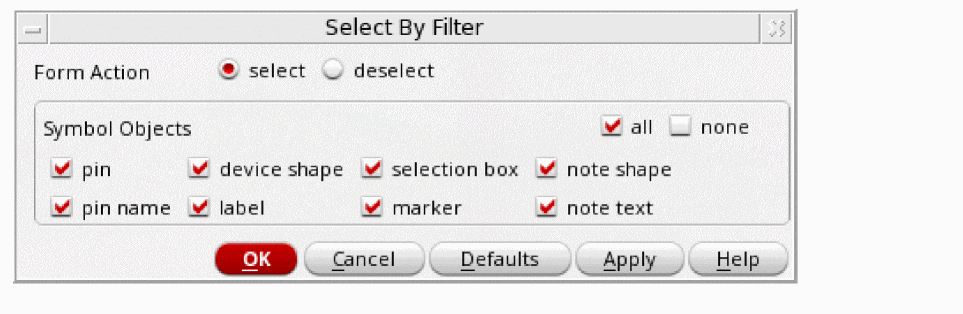 Select By Filter
Form Action select deselect
Symbol Objects all none
pin device shape selection box note shape
pin name label marker note text
OK Cancel Defaults Apply Help